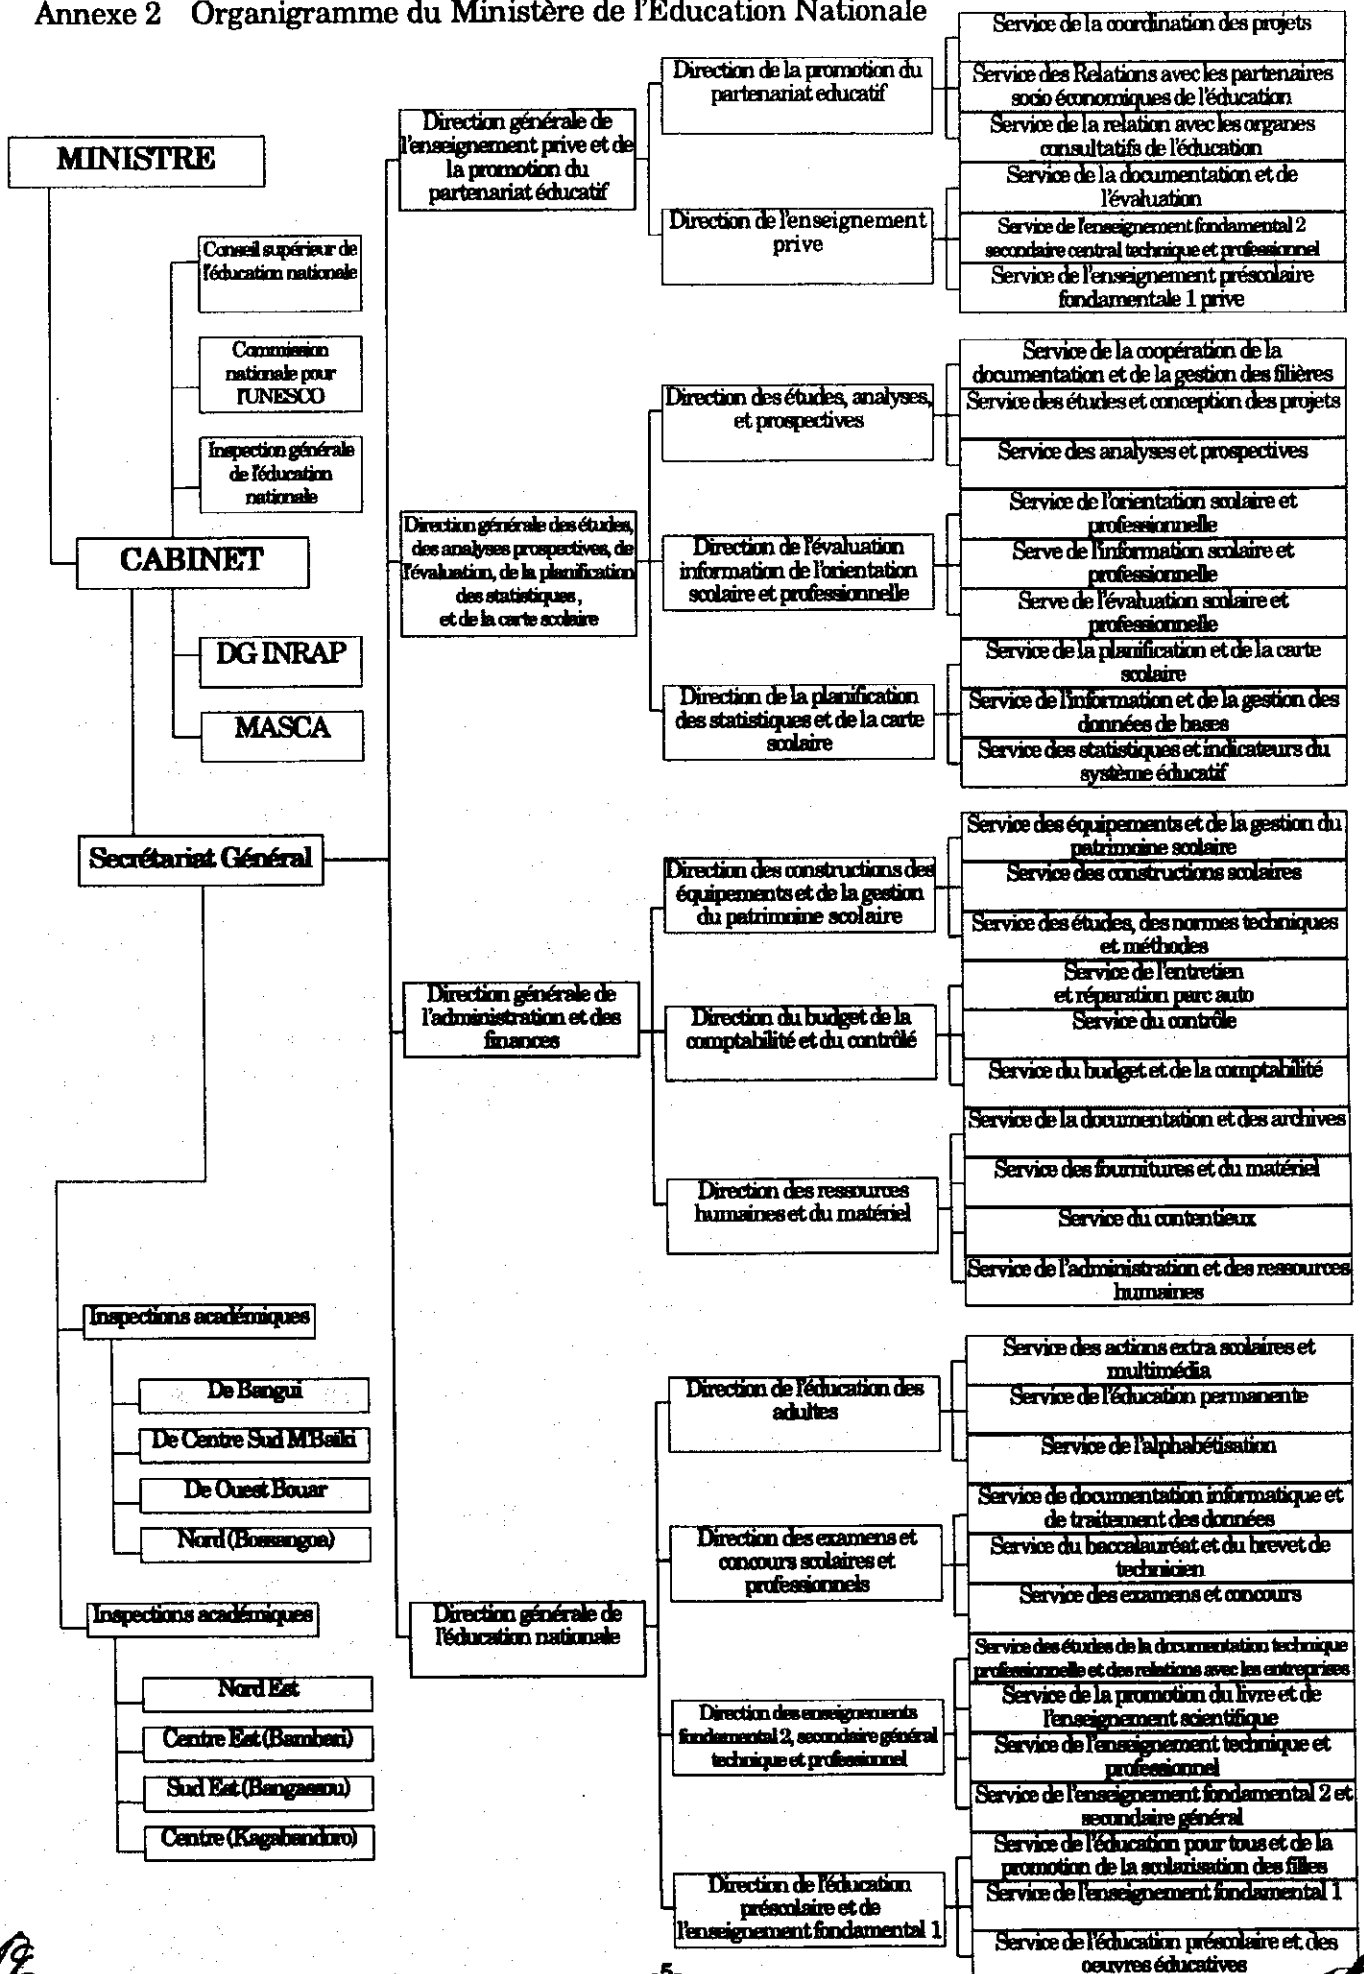 Annexe 2 Organigramme du Ministère de l'Education Nationale
MINISTRE
Conseil supérieur de
l'éducation nationale
Commission
nationale pour
l'UNESCO
Inspection générale
de l'éducation
nationale
CABINET
DG INRAP
MASCA
Secrétariat Général
Inspections académiques
De Bangui
De Centre Sud M'Baiki
De Ouest Bouar
Nord (Bossangoa)
Inspections académiques
Nord Est
Centre Est (Bambari)
Sud Est (Bangassou)
Centre (Kagabandoro)
Direction générale de
l'enseignement prive et de
la promotion du
partenariat éducatif
Direction de la promotion du
partenariat educatif
Service de la coordination des projets
Service des Relations avec les partenaires
socio économiques de l'éducation
Service de la relation avec les organes
consultatifs de l'éducation
Direction de l'enseignement
prive
Service de la documentation et de
l'évaluation
Service de l'enseignement fondamental 2
secondaire central technique et professionnel
Service de l'enseignement préscolaire
fondamentale 1 prive
Direction générale des études,
des analyses prospectives, de
l'évaluation, de la planification
des statistiques,
et de la carte scolaire
Direction des études, analyses,
et prospectives
Service de la coopération de la
documentation et de la gestion des filières
Service des études et conception des projets
Service des analyses et prospectives
Direction de l'évaluation
information de l'orientation
scolaire et professionnelle
Service de l'orientation scolaire et
professionnelle
Serve de l'information scolaire et
professionnelle
Serve de l'évaluation scolaire et
professionnelle
Direction de la planification
des statistiques et de la carte
scolaire
Service de la planification et de la carte
scolaire
Service de l'information et de la gestion des
données de bases
Service des statistiques et indicateurs du
système éducatif
Direction générale de
l'administration et des
finances
Direction des constructions des
équipements et de la gestion
du patrimoine scolaire
Service des équipements et de la gestion du
patrimoine scolaire
Service des constructions scolaires
Service des études, des normes techniques
et méthodes
Direction du budget de la
comptabilité et du contrôlé
Service de l'entretien
et réparation parc auto
Service du contrôle
Service du budget et de la comptabilité
Direction des ressources
humaines et du matériel
Service de la documentation et des archives
Service des fournitures et du matériel
Service du contentieux
Service de l'administration et des ressources
humaines
Direction générale de
l'éducation nationale
Direction de l'éducation des
adultes
Service des actions extra scolaires et
multimédia
Service de l'éducation permanente
Service de l'alphabétisation
Direction des examens et
concours scolaires et
professionnels
Service de documentation informatique et
de traitement des données
Service du baccalauréat et du brevet de
technicien
Service des examens et concours
Direction des enseignements
fondamental 2, secondaire général
technique et professionnel
Service des études de la documentation technique
professionnelle et des relations avec les entreprises
Service de la promotion du livre et de
l'enseignement scientifique
Service de l'enseignement technique et
professionnel
Service de l'enseignement fondamental 2 et
secondaire général
Direction de l'éducation
préscolaire et de
l'enseignement fondamental 1
Service de l'éducation pour tous et de la
promotion de la scolarisation des filles
Service de l'enseignement fondamental 1
Service de l'éducation préscolaire et des
oeuvres éducatives
-5-